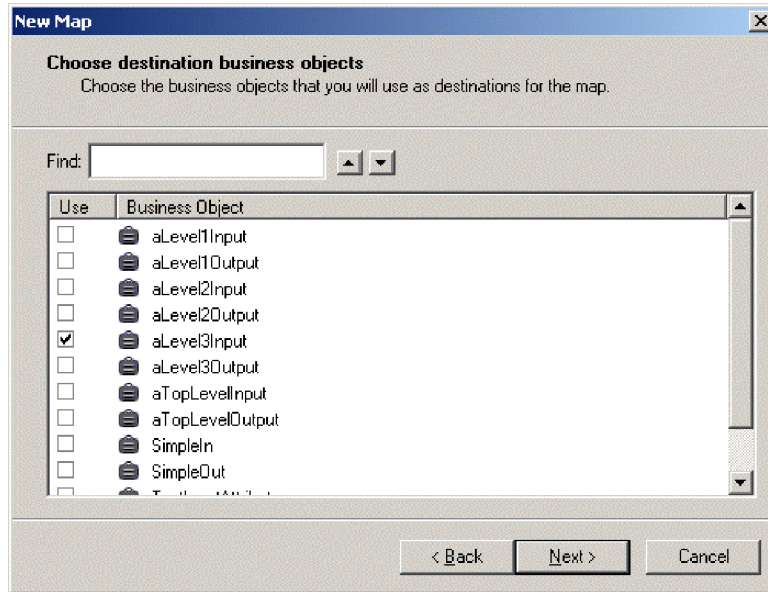 New Map
Choose destination business objects
Choose the business objects that you will use as destinations for the map.
Find:
Use Business Object
aLevel1Input
aLevel1Output
aLevel2Input
aLevel2Output
aLevel3Input
aLevel3Output
aTopLevelInput
aTopLevelOutput
SimpleIn
SimpleOut
< Back Next > Cancel